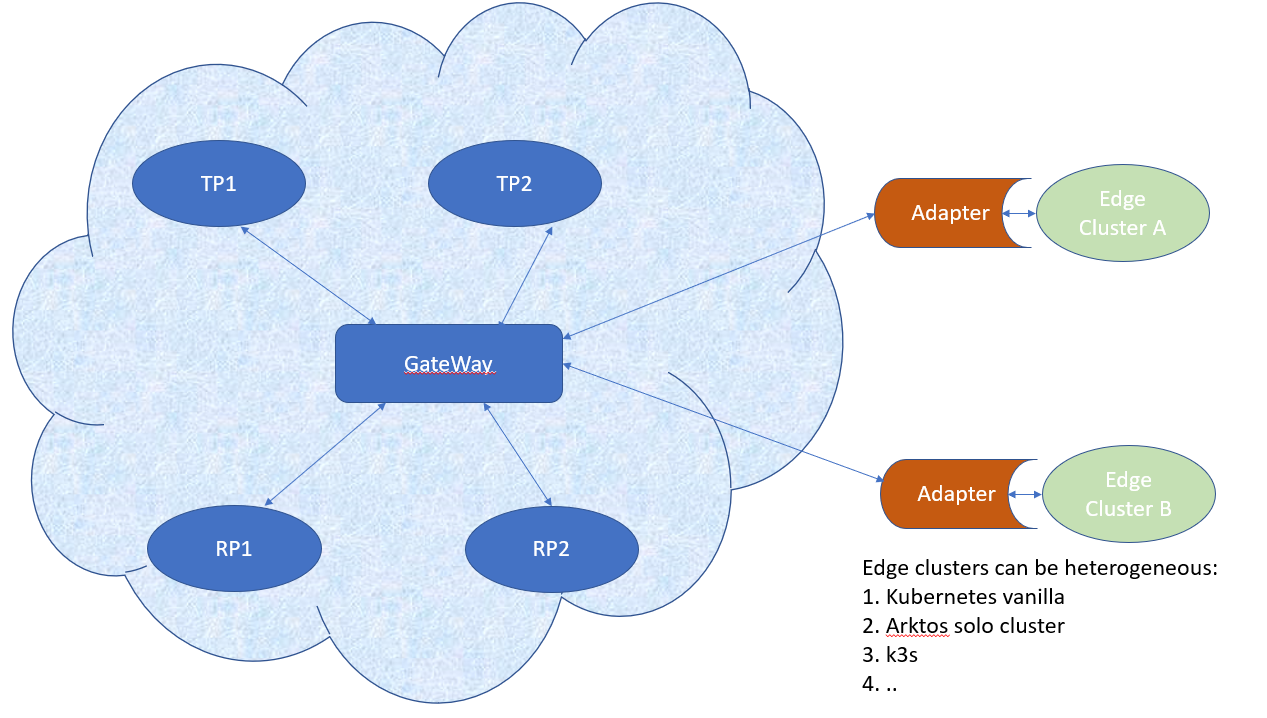 TP1
TP2
Adapter
Edge
Cluster A
GateWay
Adapter
Edge
Cluster B
RP1
RP2
Edge clusters can be heterogeneous:
1. Kubernetes vanilla
2. Arktos solo cluster
3. k3s
4. ..